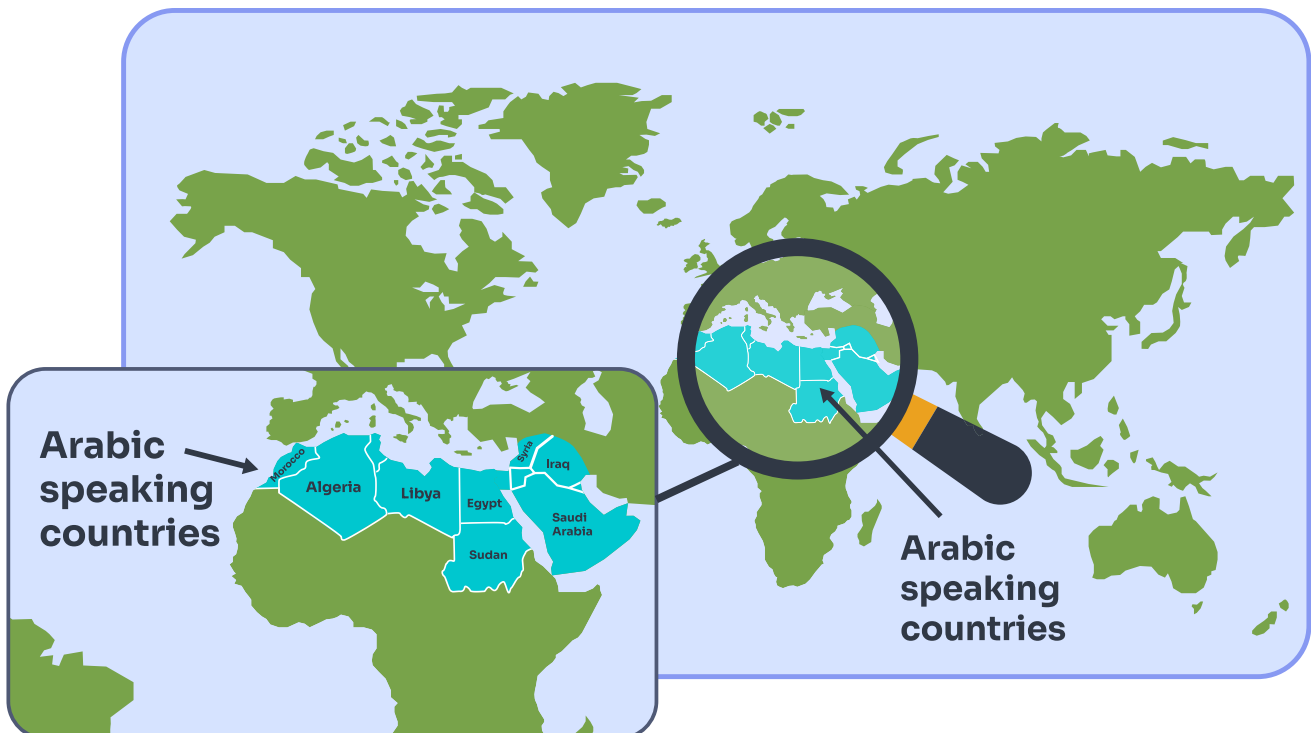 Arabic
speaking
countries
Morocco
Algeria
Libya
Egypt
Sudan
Syria
Iraq
Saudi
Arabia
Arabic
speaking
countries